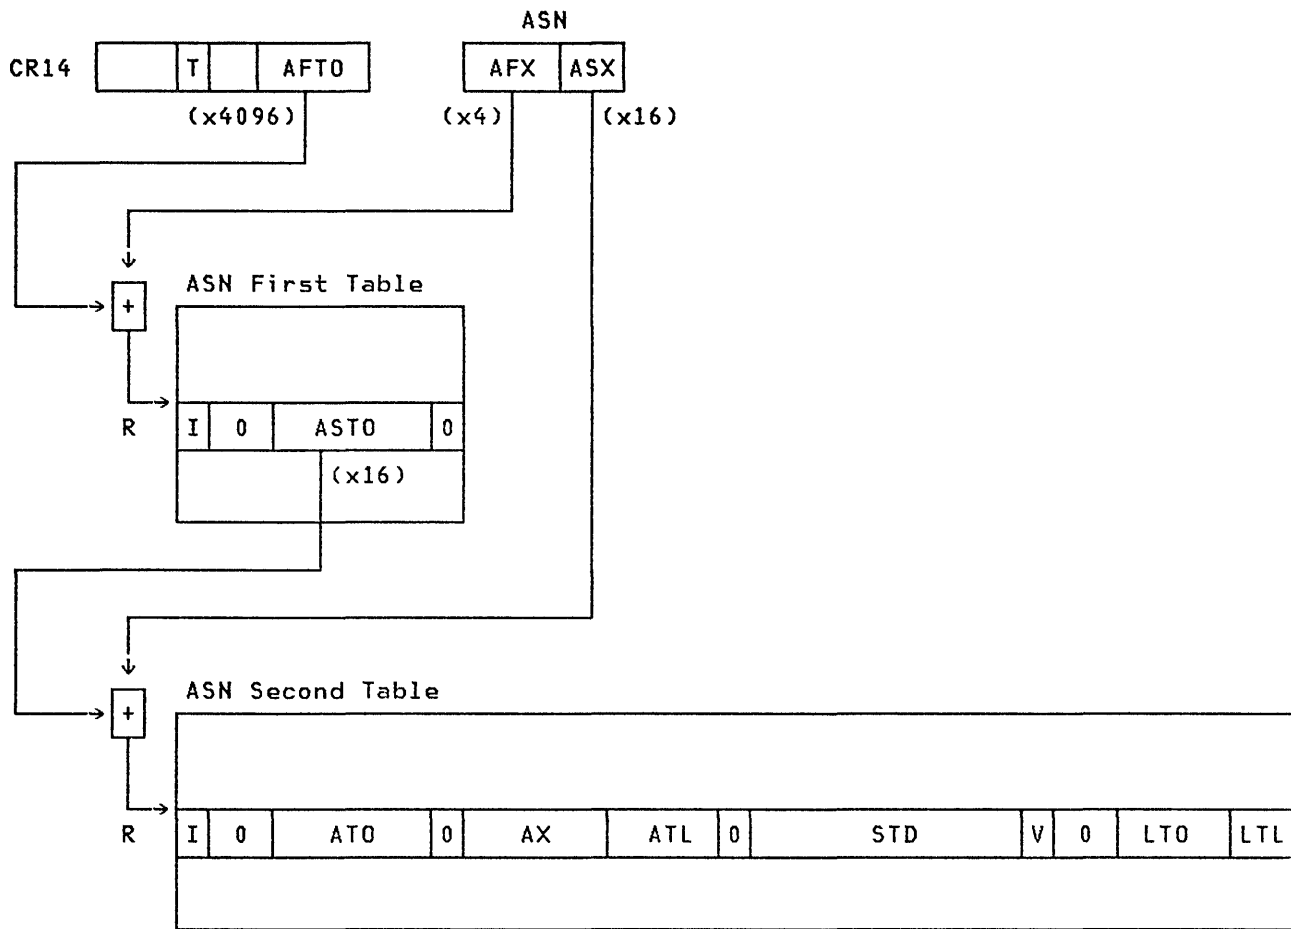 ASN
CR14 T AFTO AFX ASX
(x4096) (x4) (x16)
ASN First Table
+
R I 0 ASTO 0
(x16)
ASN Second Table
+
R I 0 ATO 0 AX ATL 0 STD V 0 LTO LTL